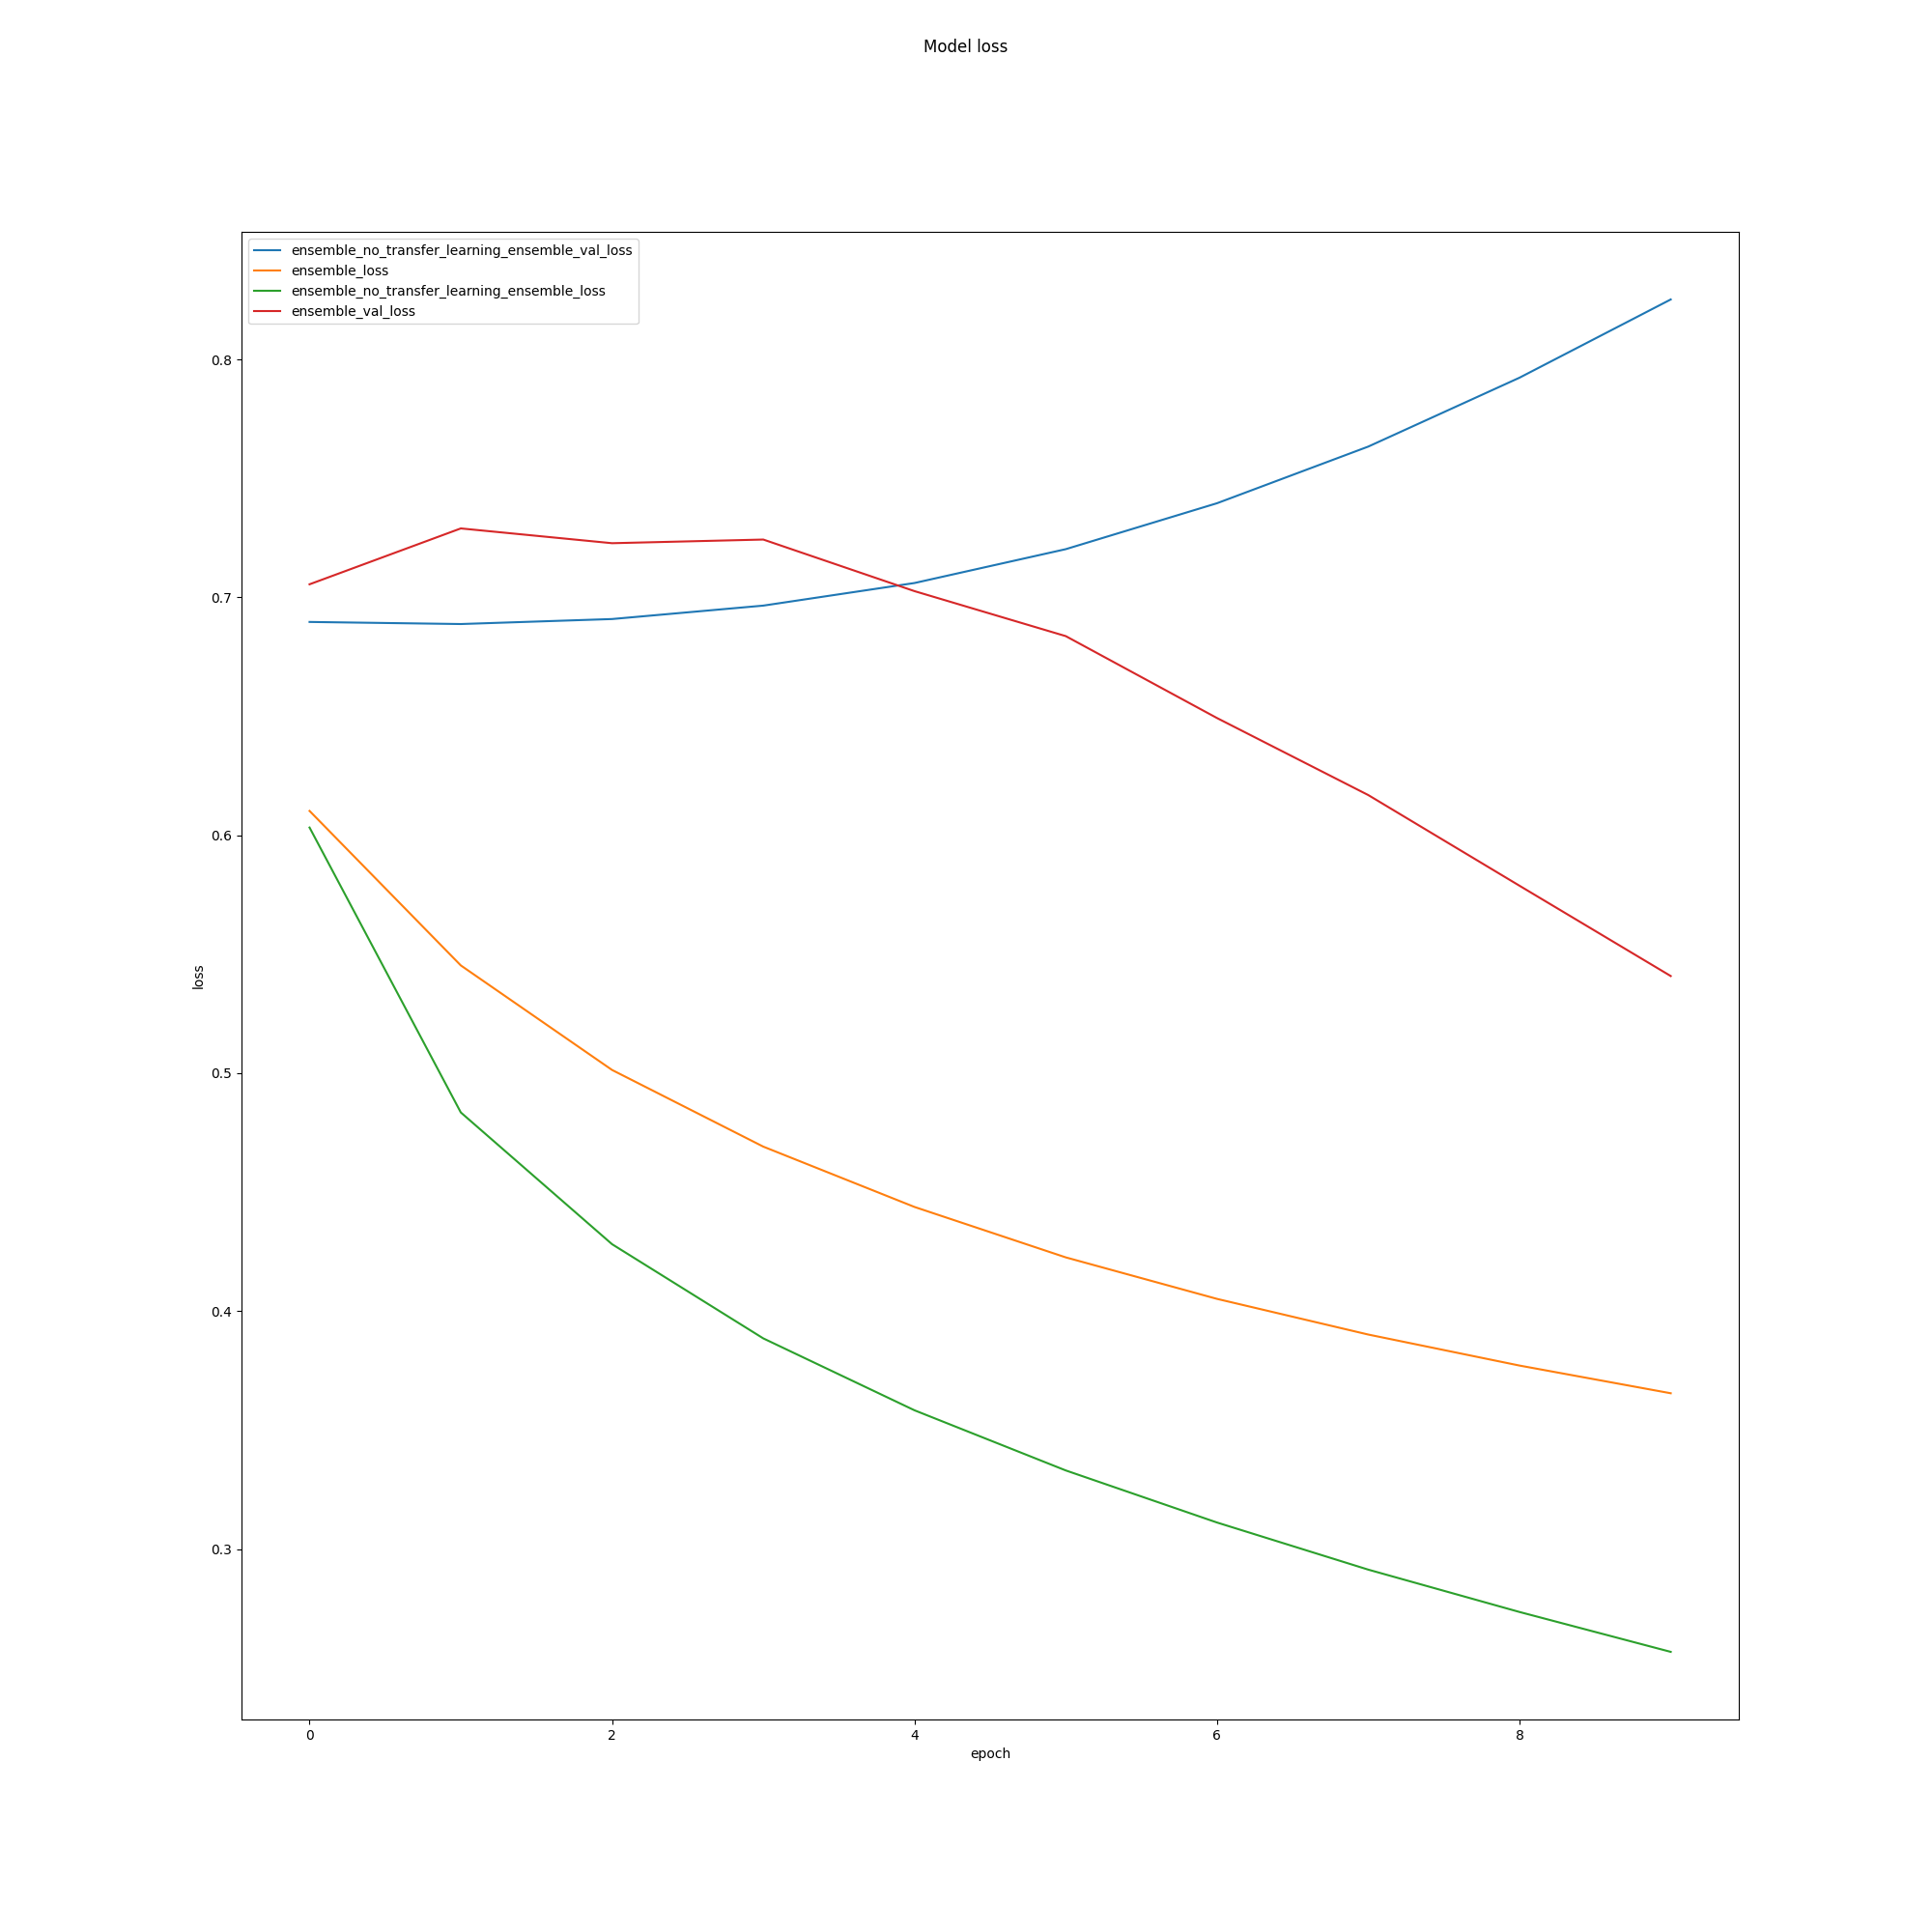 Model loss
ensemble_no_transfer_learning_ensemble_val_loss
ensemble_loss
ensemble_no_transfer_learning_ensemble_loss
ensemble_val_loss
0.8
0.7
0.6
0.5
0.4
0.3
loss
0 2 4 6 8
epoch